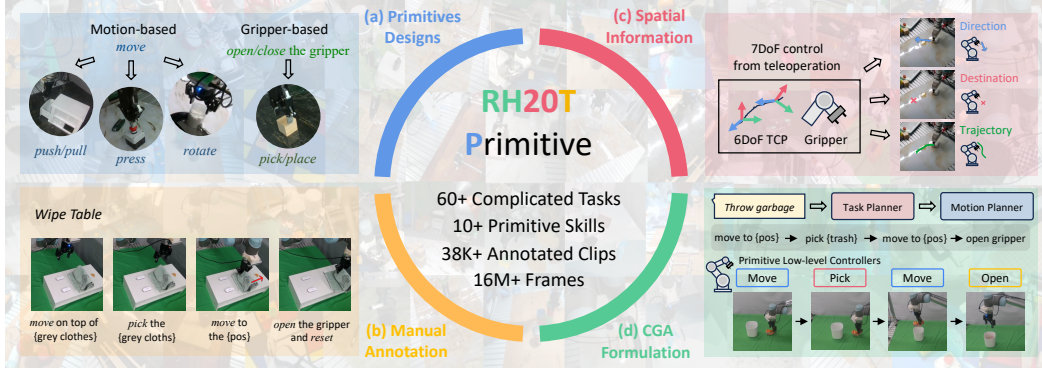 (a) Primitives
Designs
Motion-based
move
Gripper-based
open/close the gripper
push/pull
press
rotate
pick/place
(c) Spatial
Information
7DoF control
from teleoperation
6DoF TCP
Gripper
Direction
Destination
Trajectory
RH20T
Primitive
60+ Complicated Tasks
10+ Primitive Skills
38K+ Annotated Clips
16M+ Frames
(b) Manual
Annotation
Wipe Table
move on top of
{grey clothes}
pick the
{grey cloths}
move to
the {pos}
open the gripper
and reset
(d) CGA
Formulation
Throw garbage
Task Planner
Motion Planner
move to {pos}
pick {trash}
move to {pos}
open gripper
Primitive Low-level Controllers
Move
Pick
Move
Open